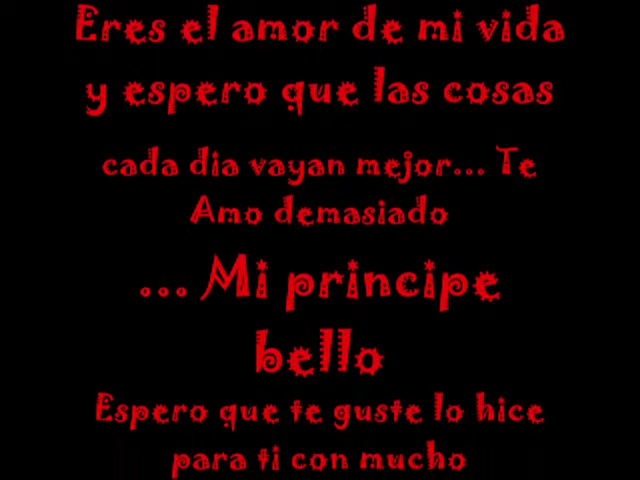 Eres el amor de mi vida
y espero que las cosas
cada dia vayan mejor... Te
Amo demasiado
... Mi principe
bello
Espero que te guste lo hice
para ti con mucho